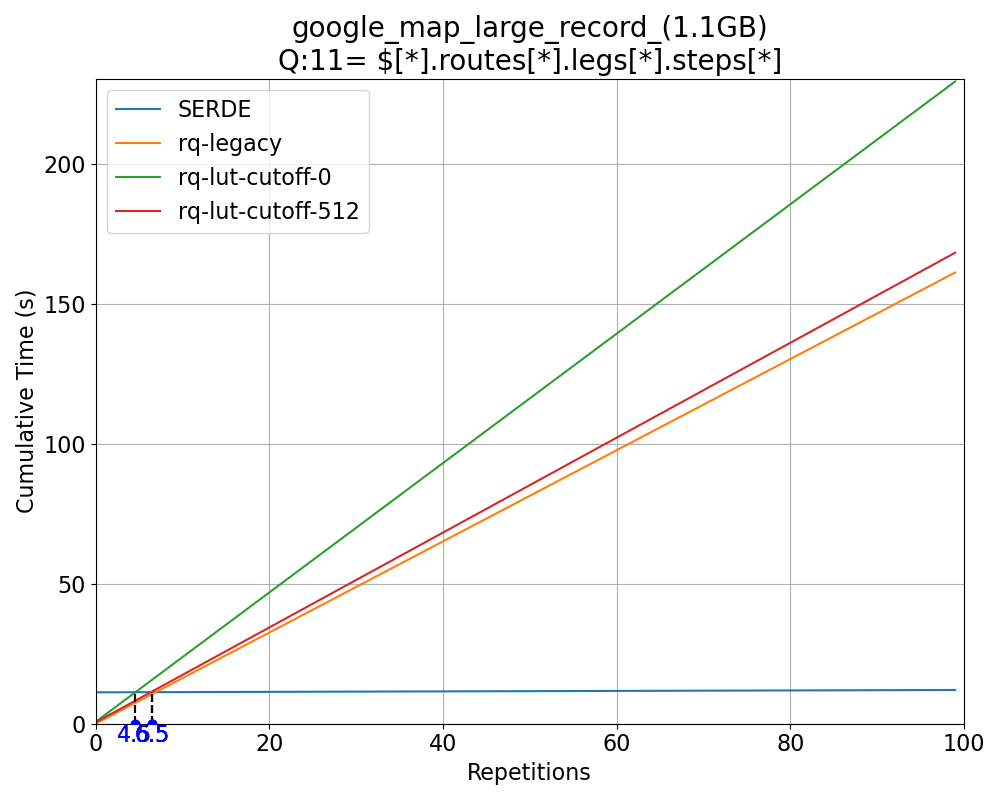 google_map_large_record_(1.1GB)
Q:11= $[*].routes[*].legs[*].steps[*]
SERDE
rq-legacy
rq-lut-cutoff-0
rq-lut-cutoff-512
Cumulative Time (s)
200
150
100
50
0
0 20 40 60 80 100
Repetitions